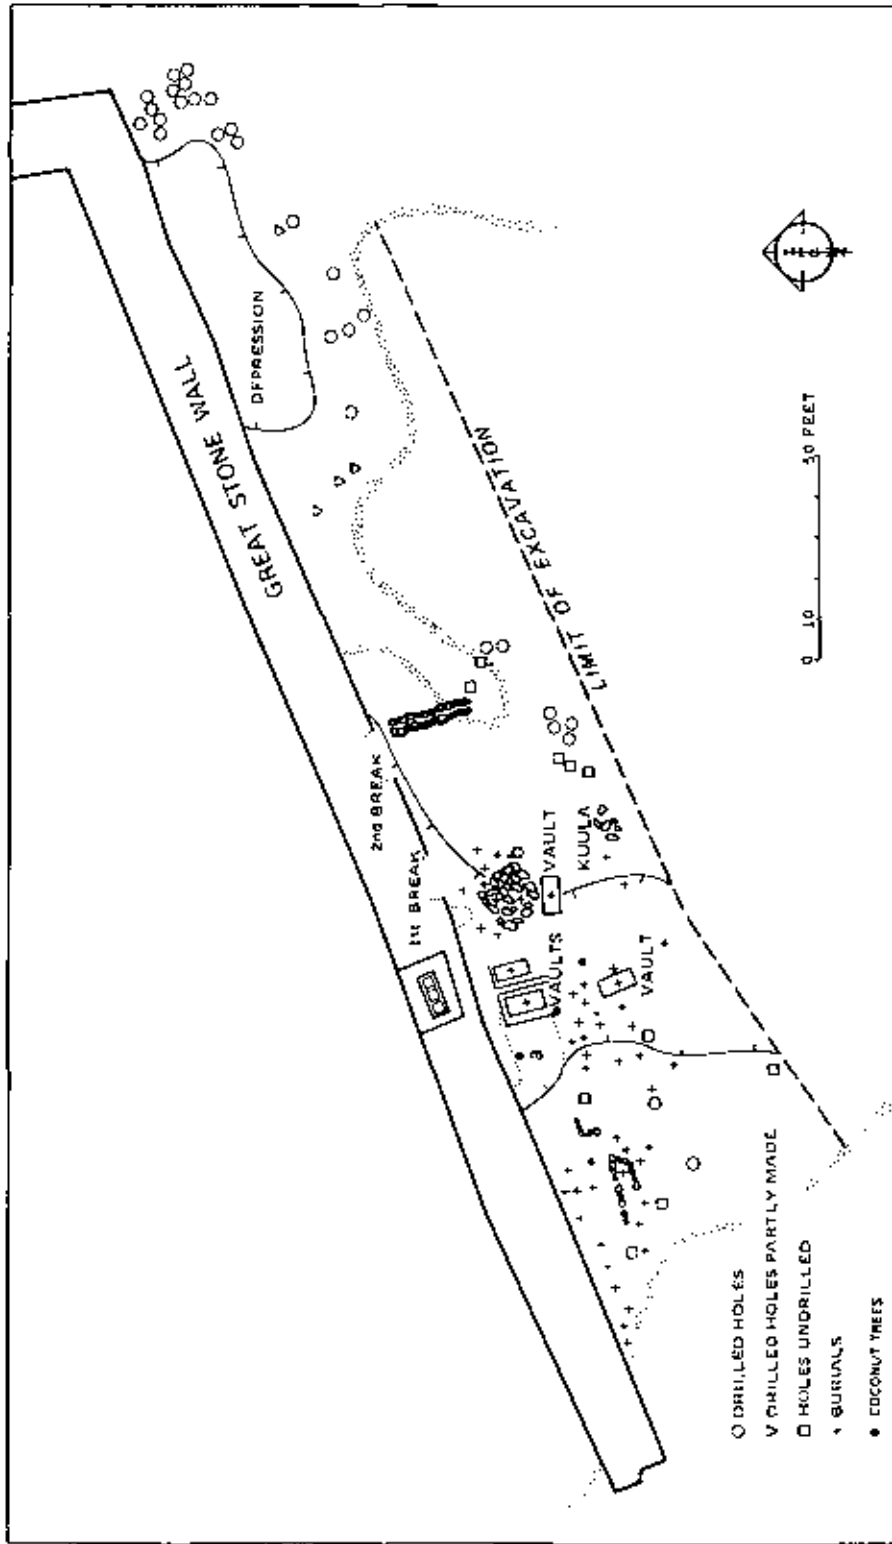 GREAT STONE WALL
DEPRESSION
2nd BREAK
1st BREAK
LIMIT OF EXCAVATION
b
VAULT
KUULA
VAULTS
VAULT
a
0 10 30 FEET
O DRILLED HOLES
V DRILLED HOLES PARTLY MADE
□ HOLES UNDRILLED
+ BURIALS
• COCONUT TREES